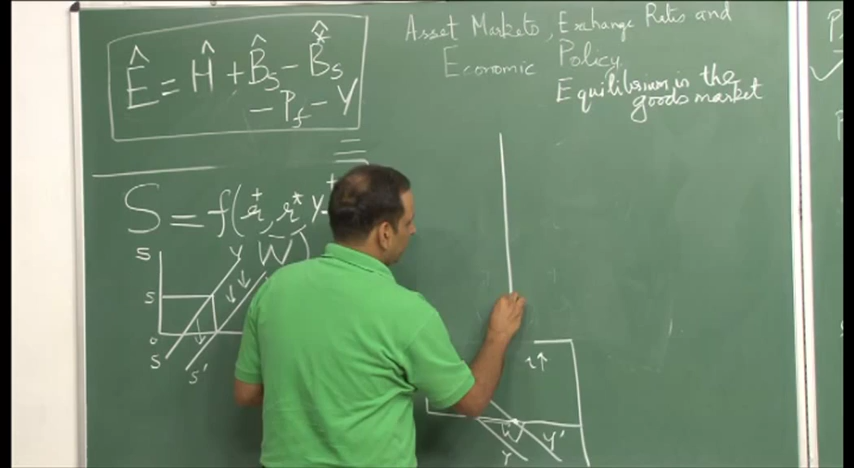 Asset Markets, Exchange Rates and
Economic Policy
Equilibrium in the
goods market
Ê = Ĥ + B̂s - B̂*s
- Pf - Y
S = f(r, r* Y
W)
S
Y
S
O
S
S'
r↑
W
Y'
Y
P